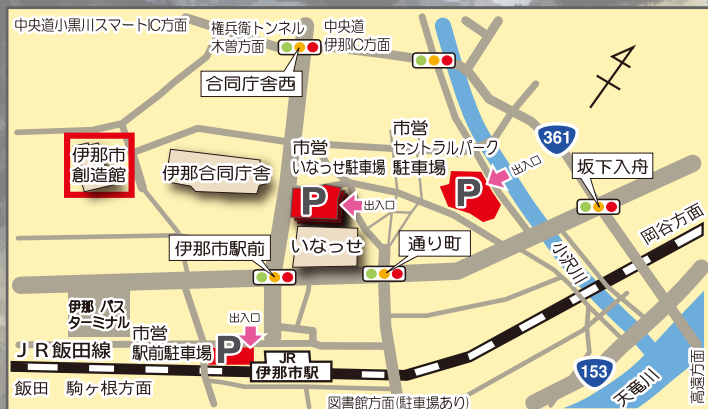 中央道小黒川スマートIC方面
権兵衛トンネル
木曽方面
中央道
伊那IC方面
合同庁舎西
361
伊那市
創造館
伊那合同庁舎
市営
いなっせ駐車場
市営
セントラルパーク
駐車場
出入口
坂下入舟
P
出入口
P
いなっせ
通り町
小沢川
岡谷方面
伊那市駅前
伊那 バス
ターミナル
出入口
市営
駅前駐車場
P
JR飯田線
JR
伊那市駅
153
天竜川
高遠方面
飯田 駒ヶ根方面
図書館方面(駐車場あり)